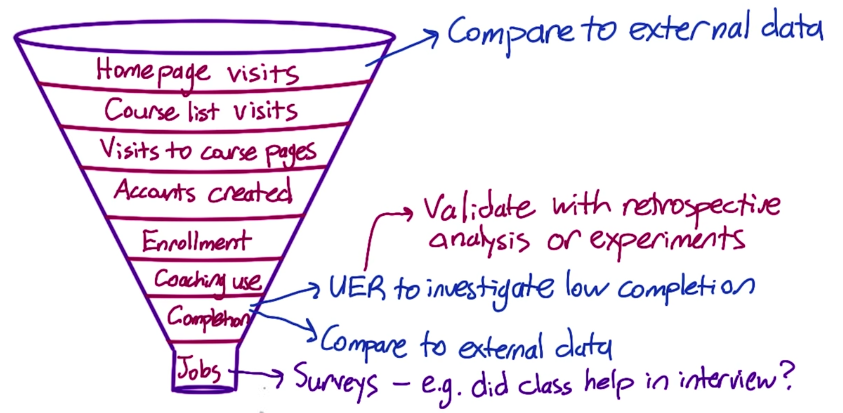 Compare to external data
Homepage visits
Course list visits
Visits to course pages
Accounts created
Validate with retrospective
analysis or experiments
Enrollment
Coaching use
UER to investigate low completion
Completion
Compare to external data
Jobs
Surveys – e.g. did class help in interview?